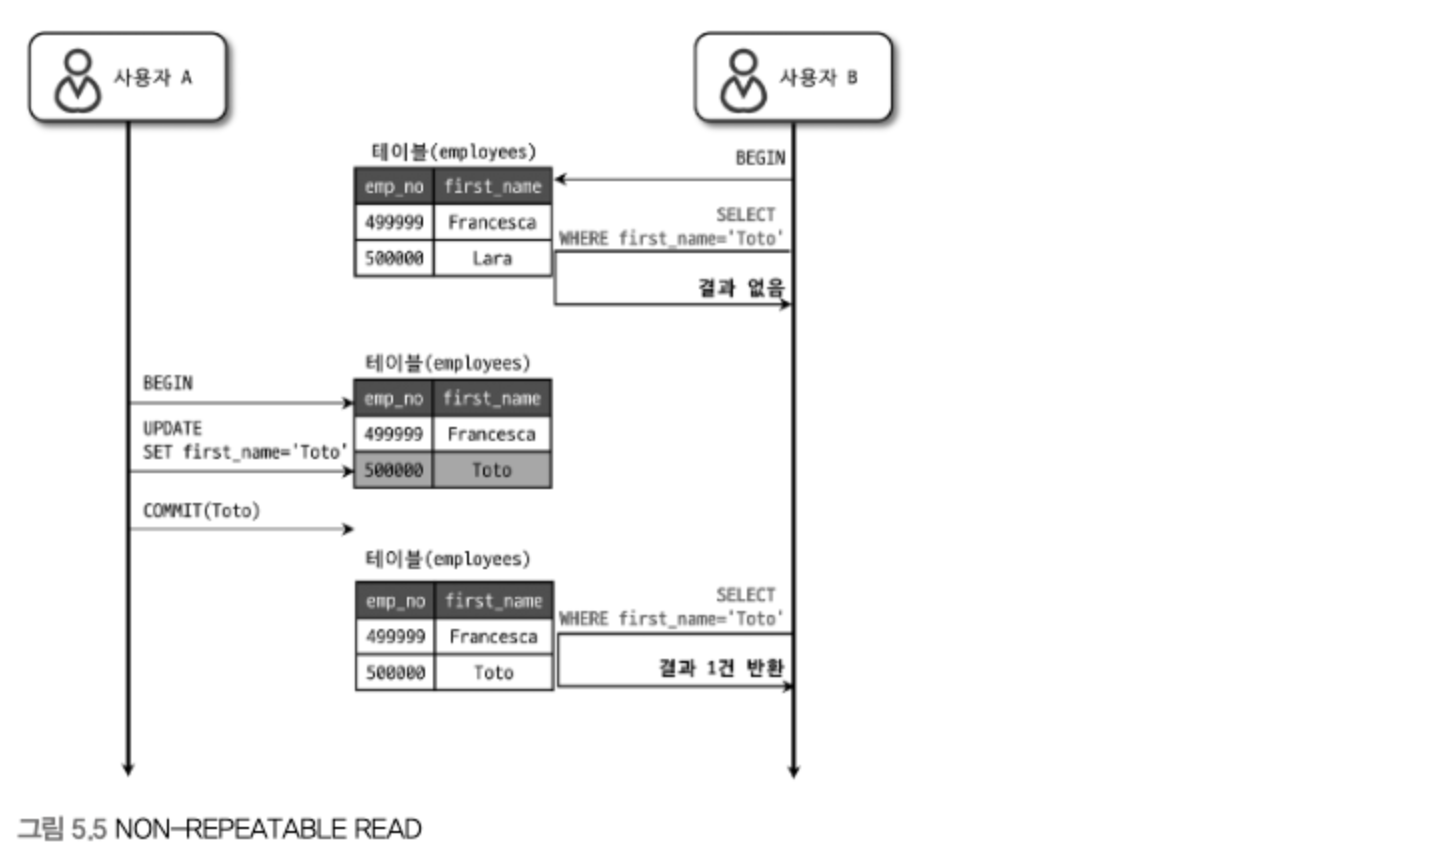 사용자 A
사용자 B
BEGIN
테이블(employees)
emp_no first_name
499999 Francesca
500000 Lara
SELECT
WHERE first_name='Toto'
결과 없음
BEGIN
UPDATE
SET first_name='Toto'
COMMIT(Toto)
테이블(employees)
emp_no first_name
499999 Francesca
500000 Toto
테이블(employees)
emp_no first_name
499999 Francesca
500000 Toto
SELECT
WHERE first_name='Toto'
결과 1건 반환
그림 5.5 NON-REPEATABLE READ